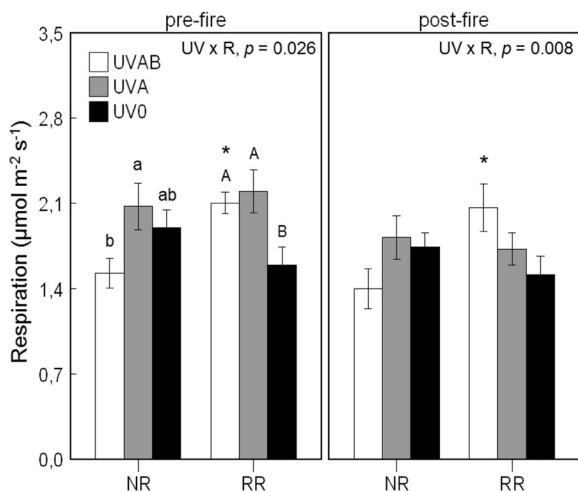 pre-fire
post-fire
Respiration (µmol m⁻² s⁻¹)
3,5
2,8
2,1
1,4
0,7
0,0
UV x R, p = 0.026
UVAB
UVA
UV0
b
a
ab
*
A
A
B
NR
RR
UV x R, p = 0.008
*
NR
RR